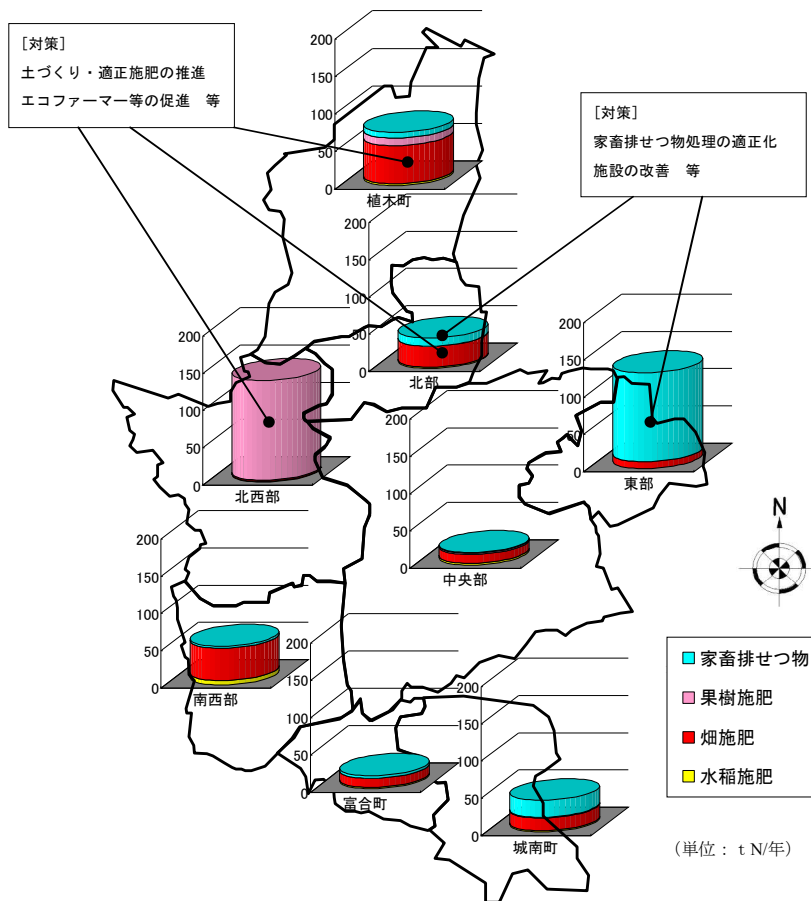 [対策]
土づくり・適正施肥の推進
エコファーマー等の促進　等
[対策]
家畜排せつ物処理の適正化
施設の改善　等
200
150
100
50
0
植木町
200
150
100
50
0
北部
200
150
100
50
0
北西部
200
150
100
50
0
東部
200
150
100
50
0
中央部
N
200
150
100
50
0
南西部
200
150
100
50
0
富合町
200
150
100
50
0
城南町
家畜排せつ物
果樹施肥
畑施肥
水稲施肥
（単位：ｔN/年）